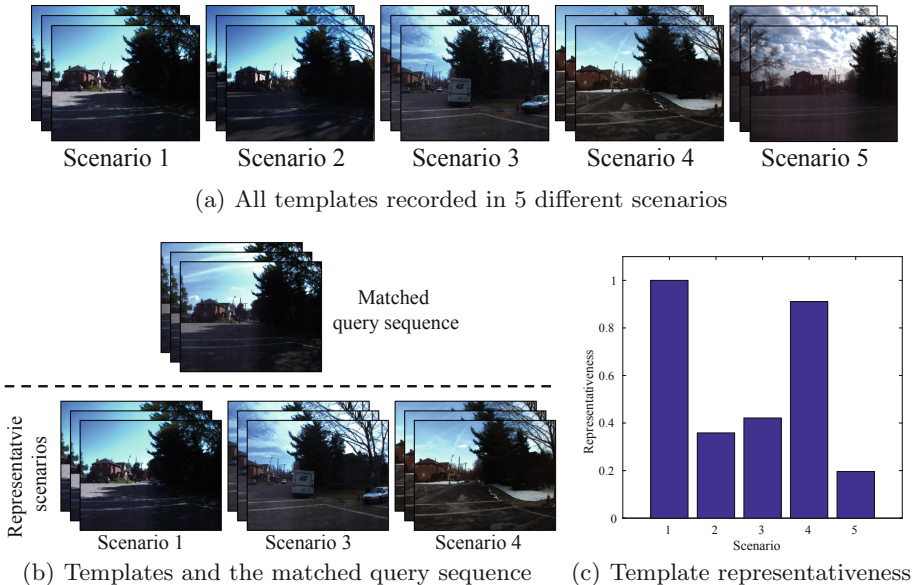 Scenario 1
Scenario 2
Scenario 3
Scenario 4
Scenario 5
(a) All templates recorded in 5 different scenarios
Matched
query sequence
Representatvie
scenarios
Scenario 1
Scenario 3
Scenario 4
(b) Templates and the matched query sequence
1
0.8
0.6
0.4
0.2
0
Representativeness
1
2
3
4
5
Scenario
(c) Template representativeness